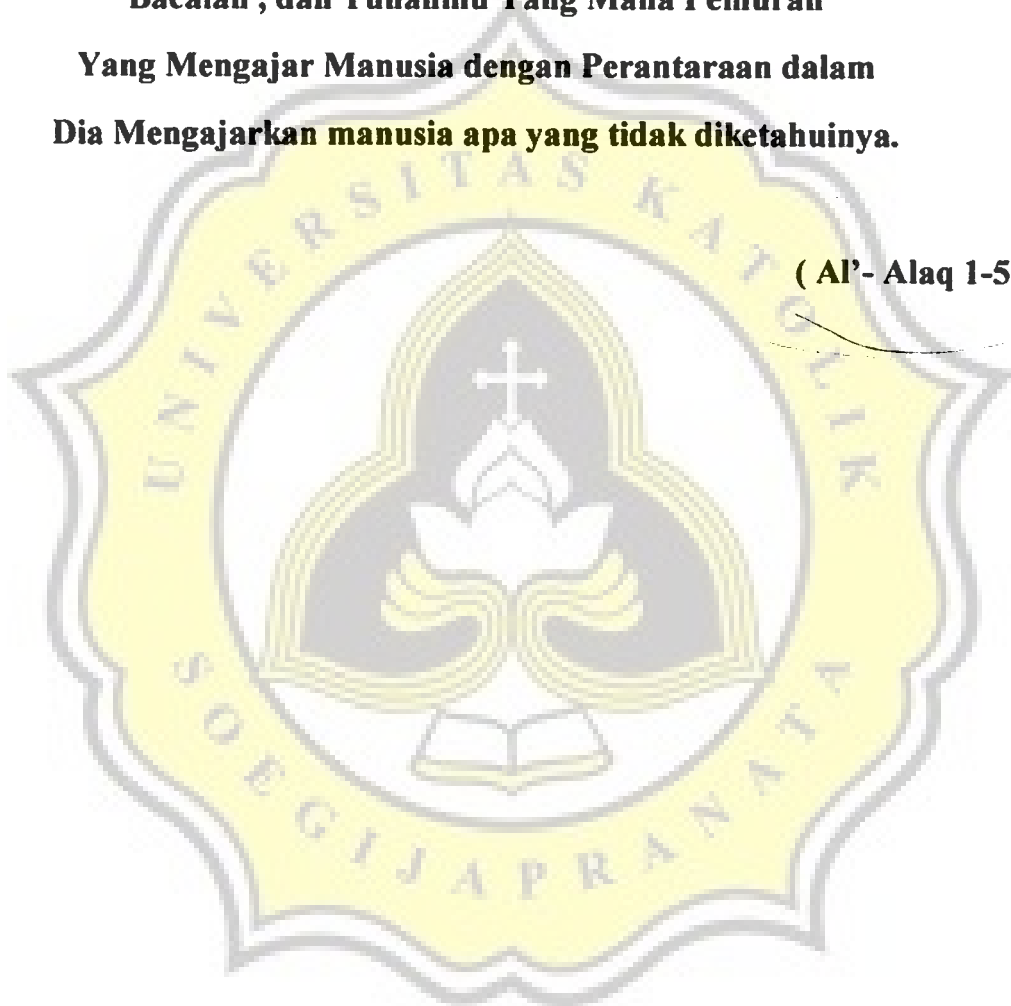 Bacalah , dan Tuhanmu Yang Maha Pemurah
Yang Mengajar Manusia dengan Perantaraan dalam
Dia Mengajarkan manusia apa yang tidak diketahuinya.
( Al’- Alaq 1-5
UNIVERSITAS KATOLIK
SOEGIJAPRANATA